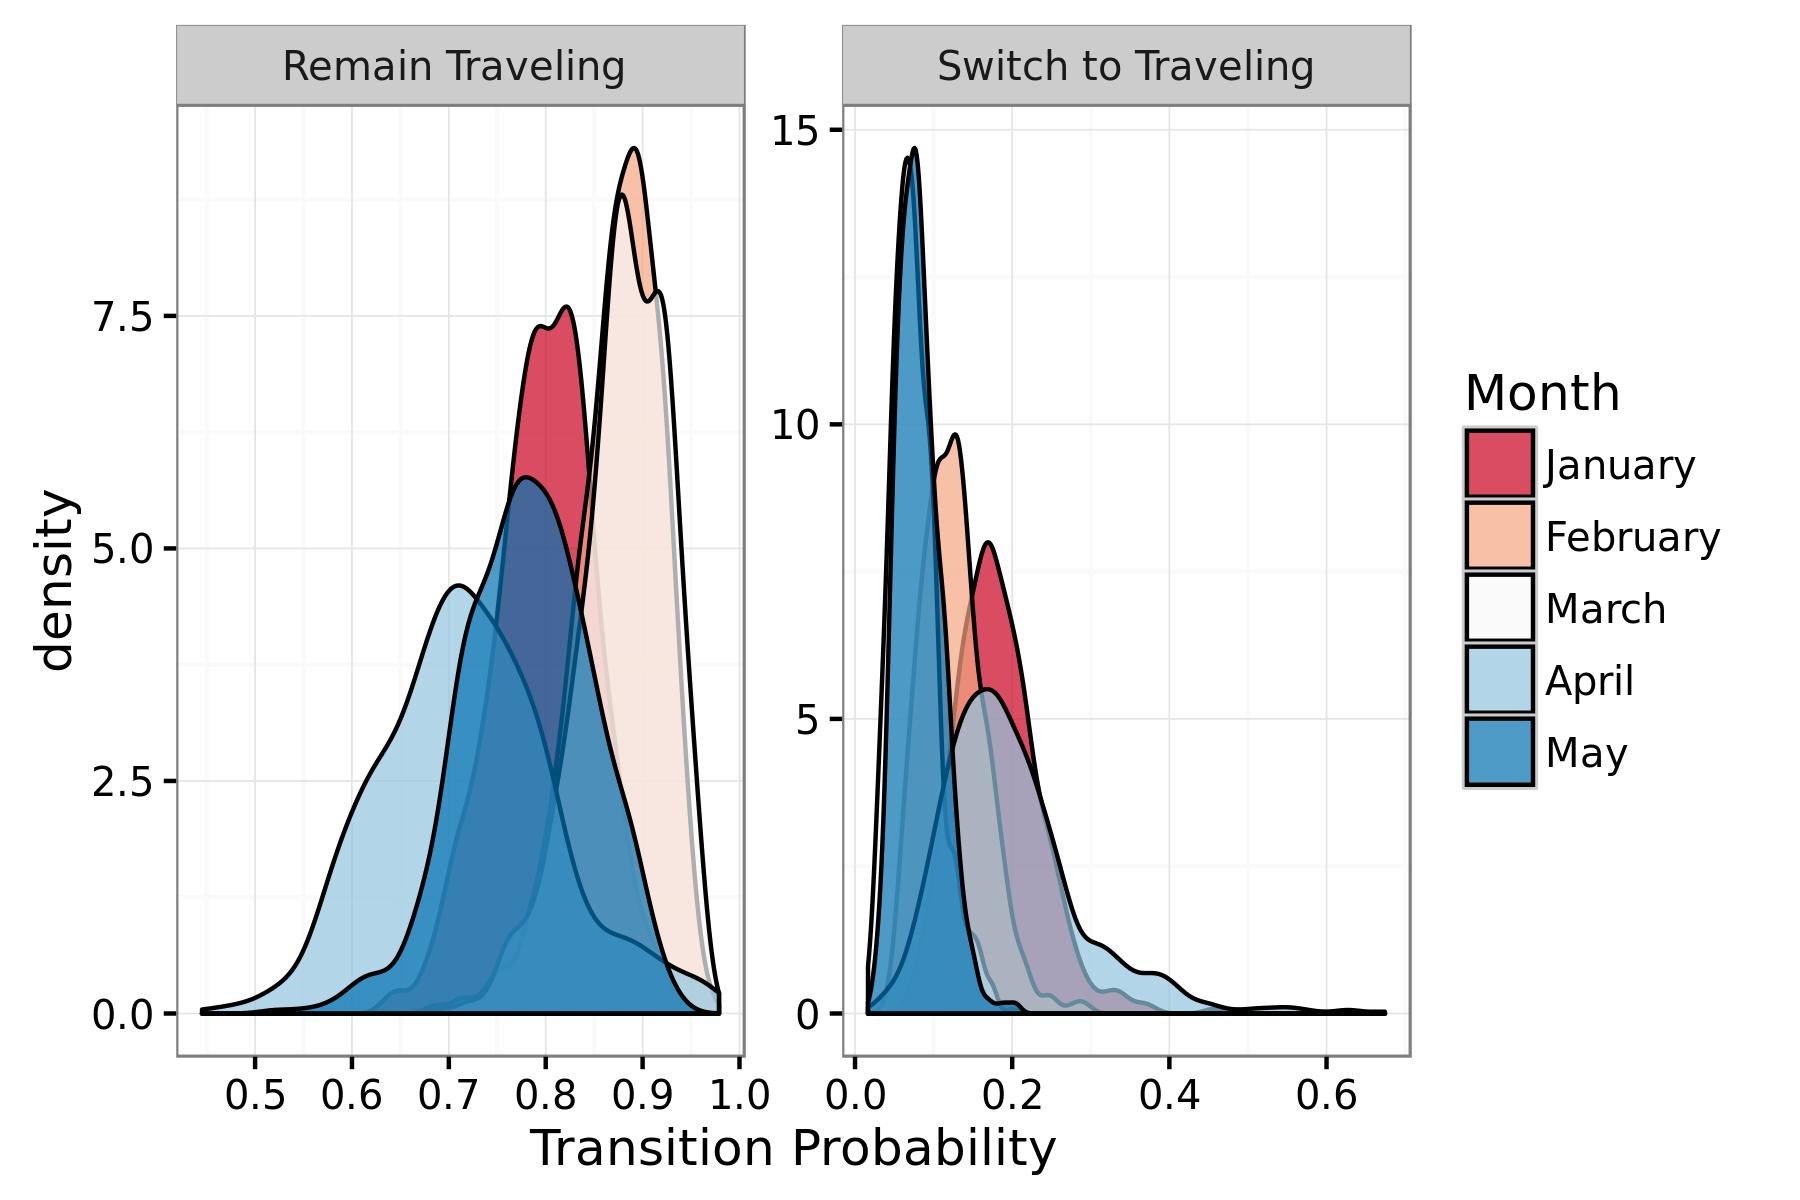 Remain Traveling
Switch to Traveling
density
7.5
5.0
2.5
0.0
15
10
5
0
0.5 0.6 0.7 0.8 0.9 1.0
0.0 0.2 0.4 0.6
Transition Probability
Month
January
February
March
April
May